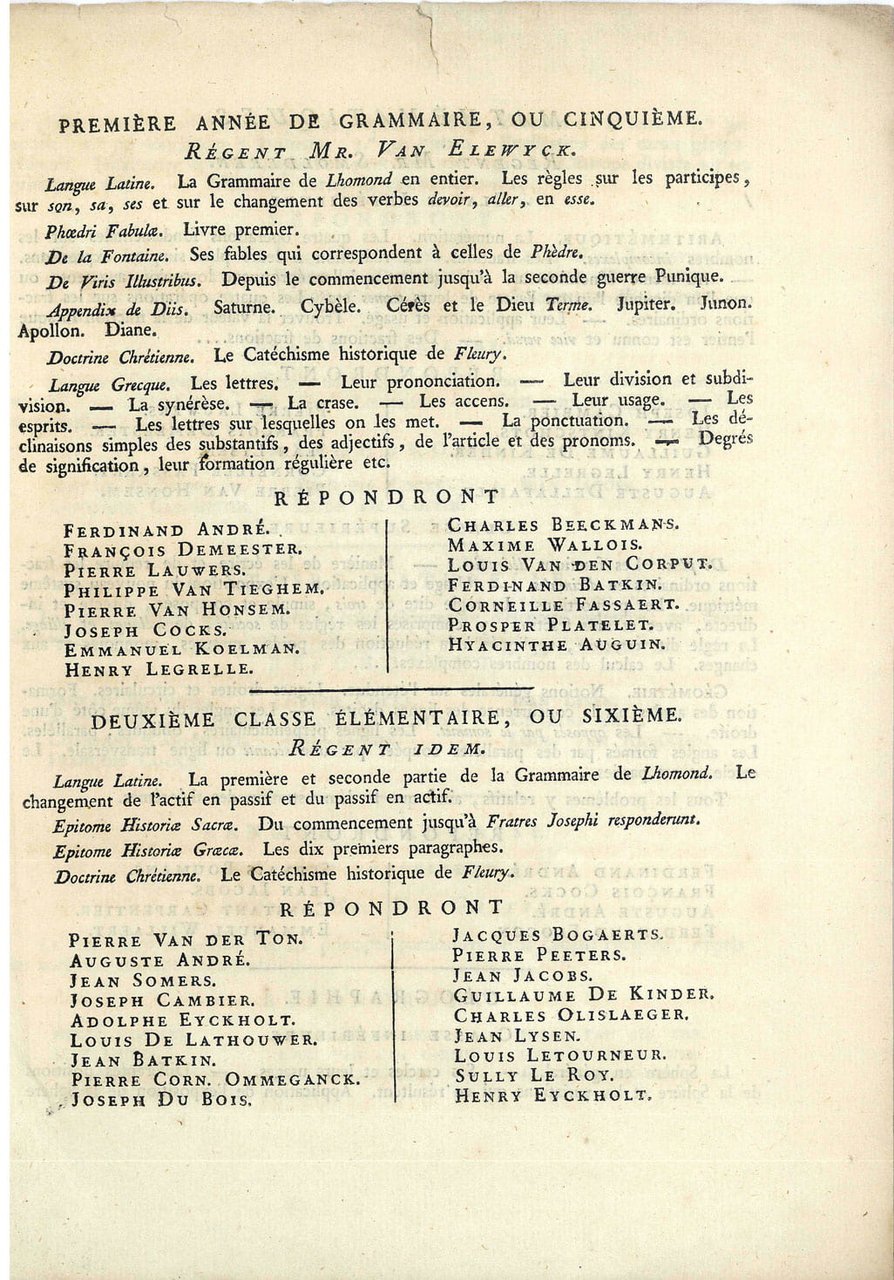 PREMIÈRE ANNÉE DE GRAMMAIRE, OU CINQUIÈME.
RÉGENT MR. VAN ELEWYCK.
Langue Latine. La Grammaire de Lhomond en entier. Les règles sur les participes,
sur son, sa, ses et sur le changement des verbes devoir, aller, en esse.
Phœdri Fabulæ. Livre premier.
De la Fontaine. Ses fables qui correspondent à celles de Phèdre.
De Viris Illustribus. Depuis le commencement jusqu'à la seconde guerre Punique.
Appendix de Diis. Saturne. Cybèle. Cérès et le Dieu Terme. Jupiter. Junon.
Apollon. Diane.
Doctrine Chrétienne. Le Catéchisme historique de Fleury.
Langue Grecque. Les lettres. — Leur prononciation. — Leur division et subdi-
vision. — La synérèse. — La crase. — Les accens. — Leur usage. — Les
esprits. — Les lettres sur lesquelles on les met. — La ponctuation. — Les dé-
clinaisons simples des substantifs, des adjectifs, de l'article et des pronoms. — Degrés
de signification, leur formation régulière etc.
RÉPONDRONT
FERDINAND ANDRÉ.
FRANÇOIS DEMEESTER.
PIERRE LAUWERS.
PHILIPPE VAN TIEGHEM.
PIERRE VAN HONSEM.
JOSEPH COCKS.
EMMANUEL KOELMAN.
HENRY LEGRELLE.
CHARLES BEECKMANS.
MAXIME WALLOIS.
LOUIS VAN DEN CORPUT.
FERDINAND BATKIN.
CORNEILLE FASSAERT.
PROSPER PLATELET.
HYACINTHE AUGUIN.
DEUXIÈME CLASSE ÉLÉMENTAIRE, OU SIXIÈME.
RÉGENT IDEM.
Langue Latine. La première et seconde partie de la Grammaire de Lhomond. Le
changement de l'actif en passif et du passif en actif.
Epitome Historiæ Sacræ. Du commencement jusqu'à Fratres Josephi responderunt.
Epitome Historiæ Græcæ. Les dix premiers paragraphes.
Doctrine Chrétienne. Le Catéchisme historique de Fleury.
RÉPONDRONT
PIERRE VAN DER TON.
AUGUSTE ANDRÉ.
JEAN SOMERS.
JOSEPH CAMBIER.
ADOLPHE EYCKHOLT.
LOUIS DE LATHOUWER.
JEAN BATKIN.
PIERRE CORN. OMMEGANCK.
JOSEPH DU BOIS.
JACQUES BOGAERTS.
PIERRE PEETERS.
JEAN JACOBS.
GUILLAUME DE KINDER.
CHARLES OLISLAEGER.
JEAN LYSEN.
LOUIS LETOURNEUR.
SULLY LE ROY.
HENRY EYCKHOLT.